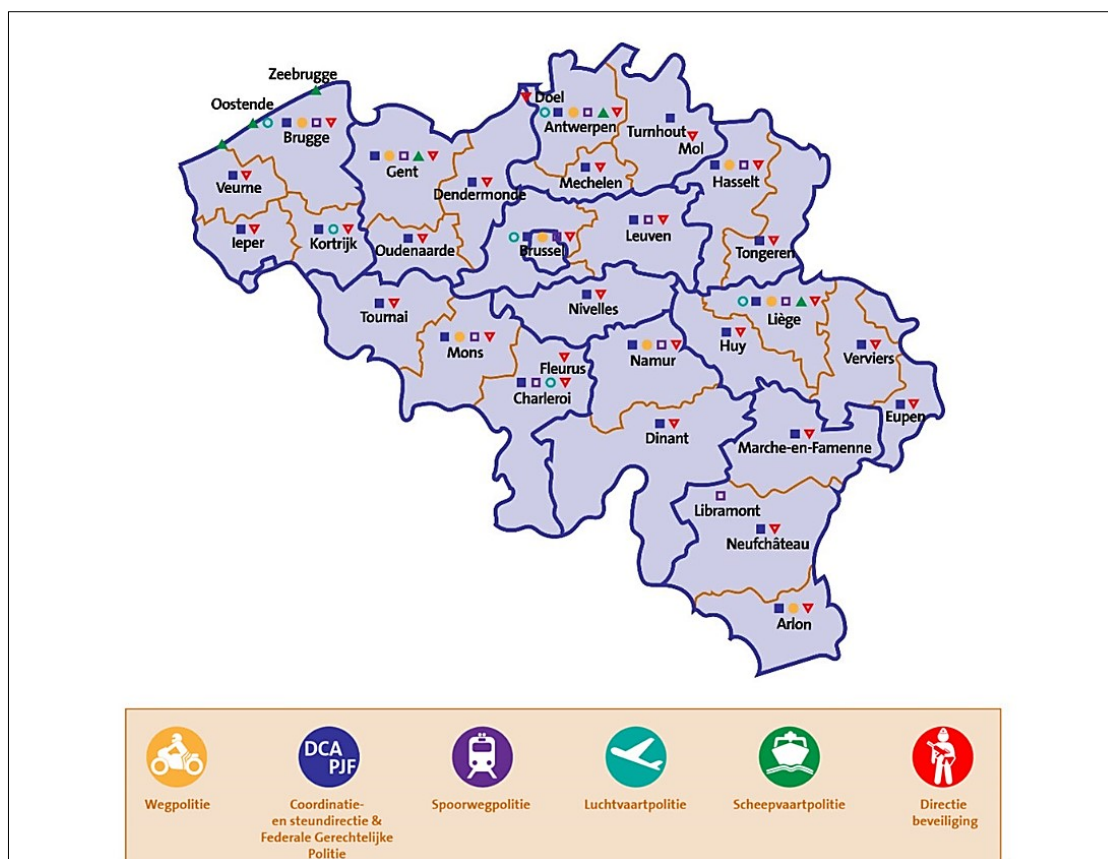 Zeebrugge
Doel
Oostende
Brugge
Antwerpen
Turnhout
Mol
Gent
Hasselt
Veurne
Dendermonde
Mechelen
Ieper
Kortrijk
Oudenaarde
Brussel
Leuven
Tongeren
Tournai
Nivelles
Liège
Mons
Namur
Huy
Verviers
Fleurus
Charleroi
Eupen
Dinant
Marche-en-Famenne
Libramont
Neufchâteau
Arlon
DCA
PJF
Wegpolitie
Coordinatie-
en steundirectie &
Federale Gerechtelijke
Politie
Spoorwegpolitie
Luchtvaartpolitie
Scheepvaartpolitie
Directie
beveiliging